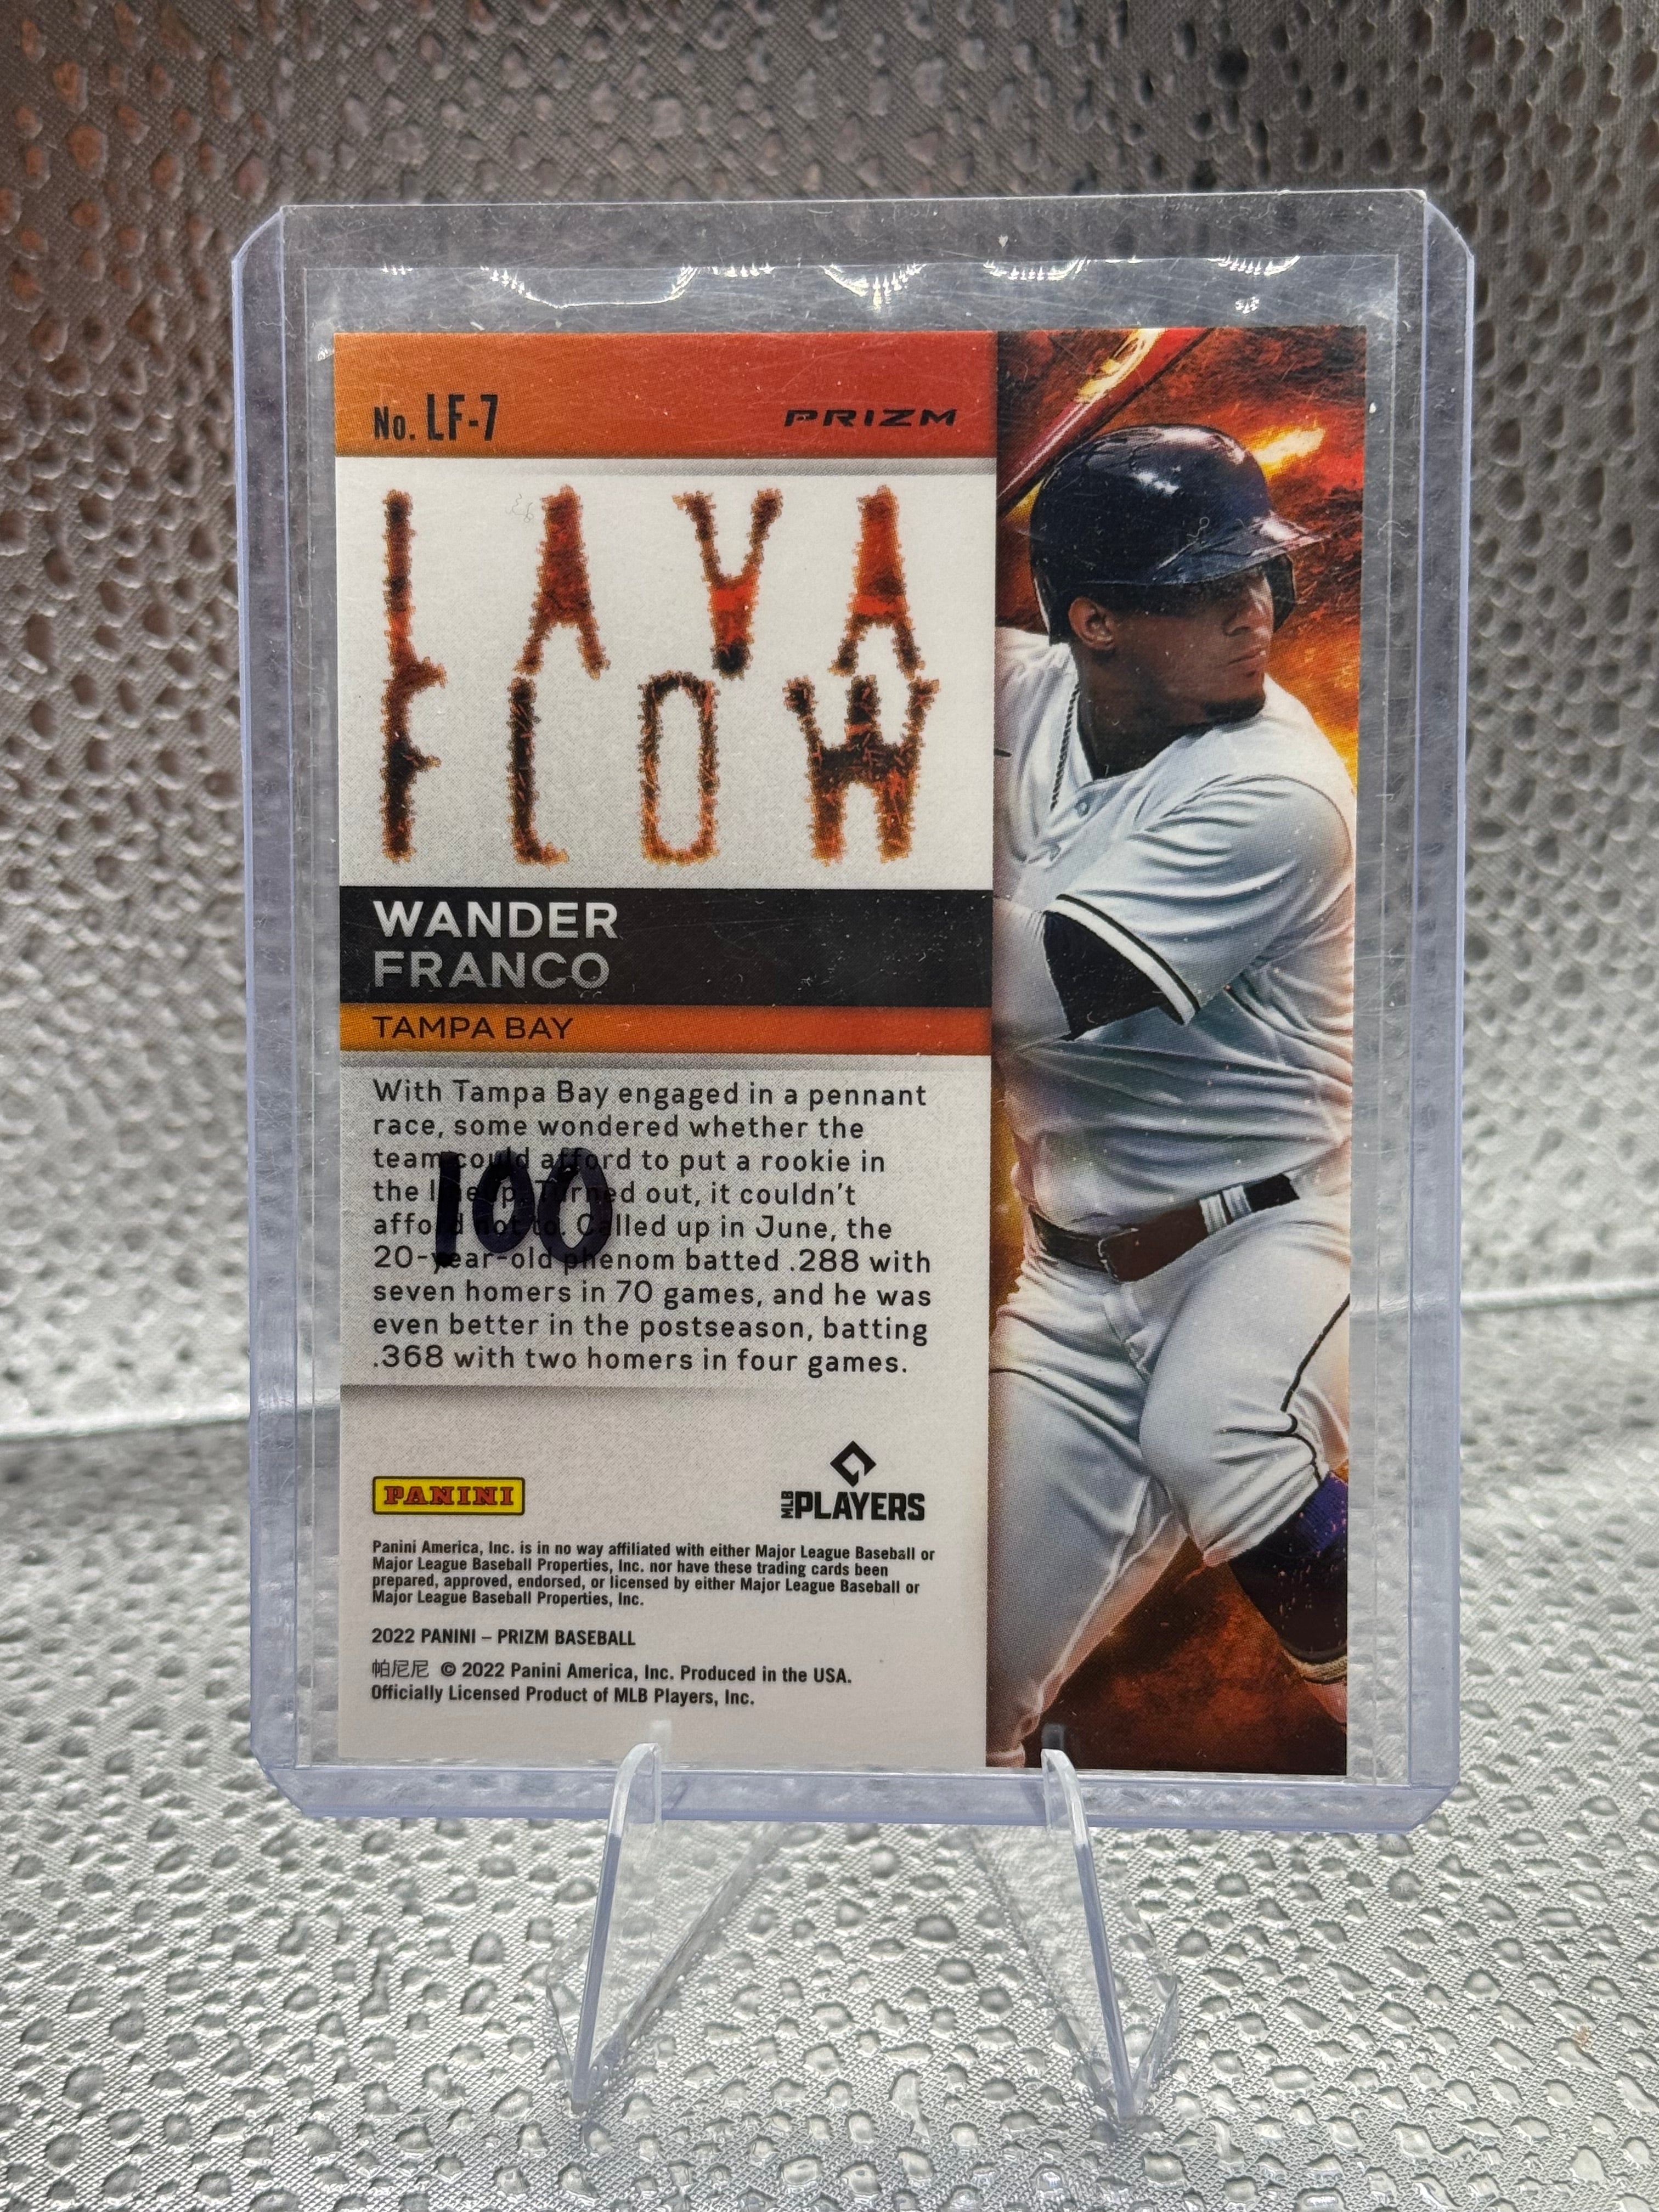 No. LF-7 PRIZM
LAVA
FLOW
WANDER
FRANCO
TAMPA BAY
With Tampa Bay engaged in a pennant
race, some wondered whether the
team could afford to put a rookie in
the lineup. Turned out, it couldn't
afford not to. Called up in June, the
20-year-old phenom batted .288 with
seven homers in 70 games, and he was
even better in the postseason, batting
.368 with two homers in four games.
100
PANINI
MLB PLAYERS
Panini America, Inc. is in no way affiliated with either Major League Baseball or
Major League Baseball Properties, Inc. nor have these trading cards been
prepared, approved, endorsed, or licensed by either Major League Baseball or
Major League Baseball Properties, Inc.
2022 PANINI – PRIZM BASEBALL
帕尼尼 © 2022 Panini America, Inc. Produced in the USA.
Officially Licensed Product of MLB Players, Inc.